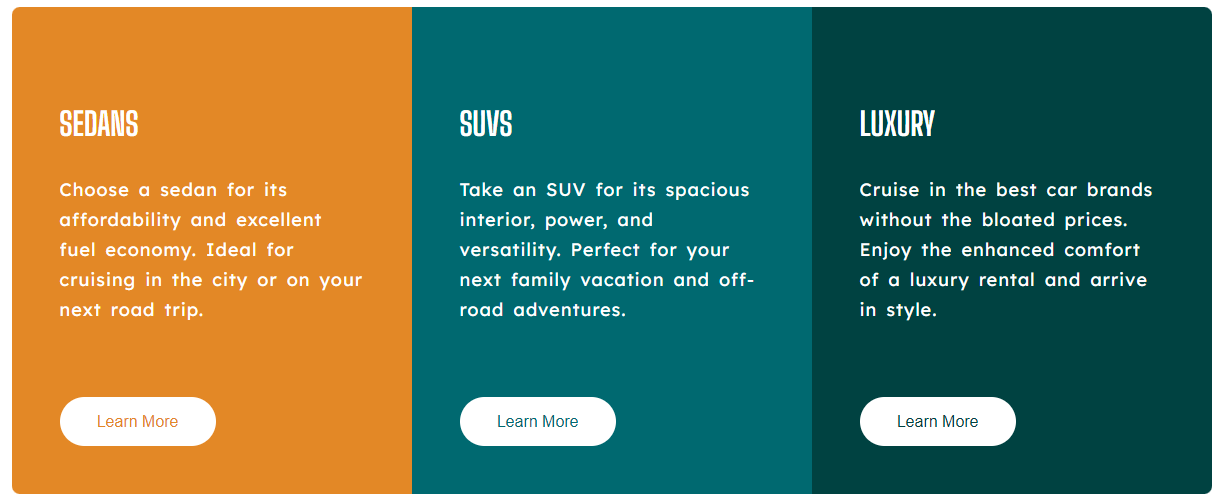 SEDANS
Choose a sedan for its
affordability and excellent
fuel economy. Ideal for
cruising in the city or on your
next road trip.
Learn More
SUVS
Take an SUV for its spacious
interior, power, and
versatility. Perfect for your
next family vacation and off-
road adventures.
Learn More
LUXURY
Cruise in the best car brands
without the bloated prices.
Enjoy the enhanced comfort
of a luxury rental and arrive
in style.
Learn More